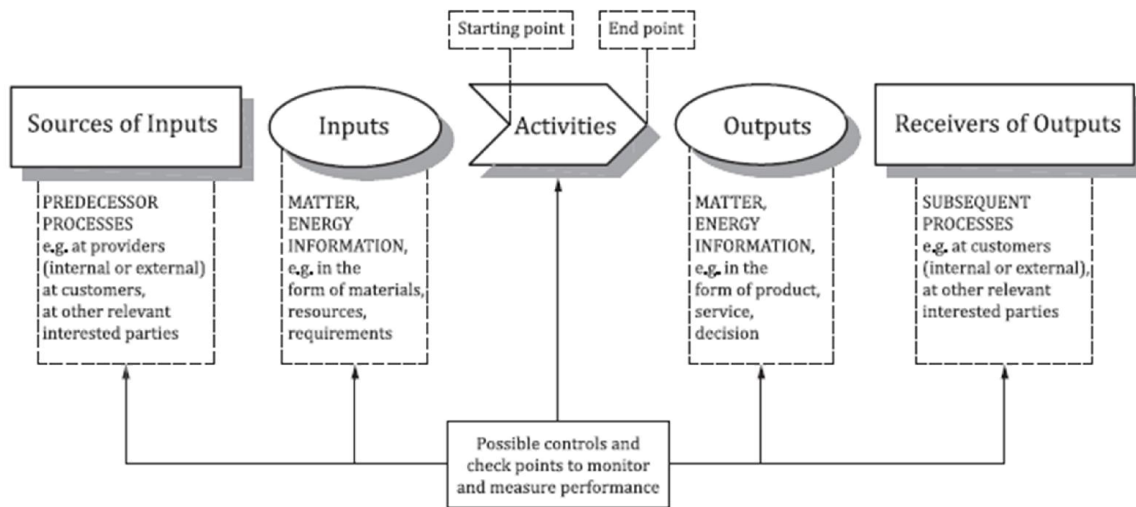 Starting point
End point
Sources of Inputs
Inputs
Activities
Outputs
Receivers of Outputs
PREDECESSOR
PROCESSES
e.g. at providers
(internal or external)
at customers,
at other relevant
interested parties
MATTER,
ENERGY
INFORMATION,
e.g. in the
form of materials,
resources,
requirements
MATTER,
ENERGY
INFORMATION,
e.g. in the
form of product,
service,
decision
SUBSEQUENT
PROCESSES
e.g. at customers
(internal or external),
at other relevant
interested parties
Possible controls and
check points to monitor
and measure performance